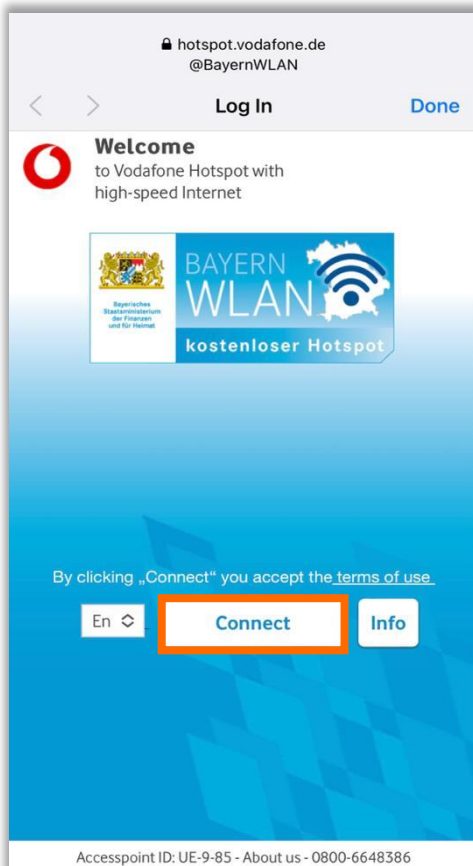 hotspot.vodafone.de
@BayernWLAN
Log In Done
Welcome
to Vodafone Hotspot with
high-speed Internet
Bayerisches
Staatsministerium
der Finanzen
und für Heimat
BAYERN
WLAN
kostenloser Hotspot
By clicking „Connect“ you accept the terms of use
En Connect Info
Accesspoint ID: UE-9-85 - About us - 0800-6648386